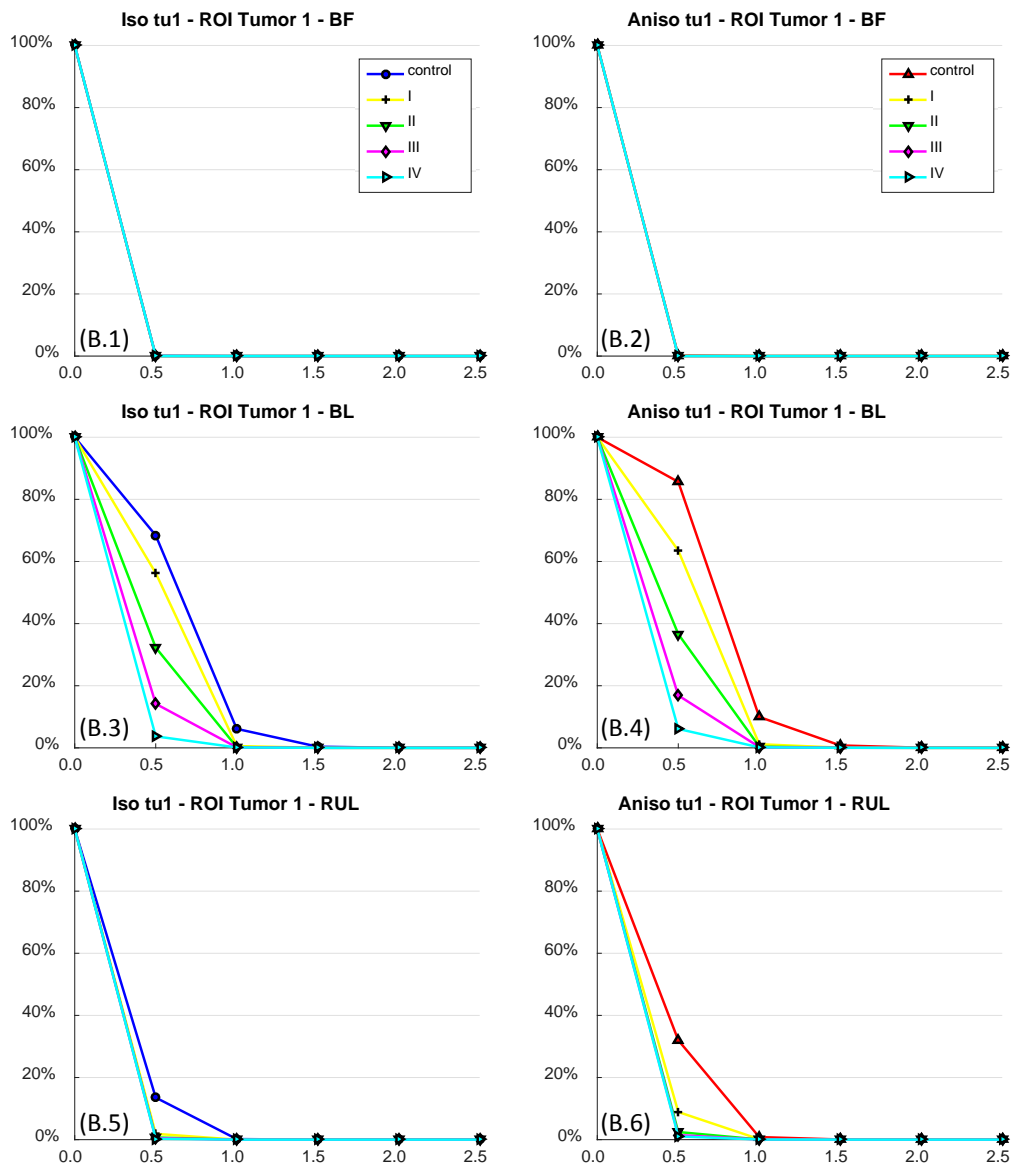 Iso tu1 - ROI Tumor 1 - BF
100%
80%
60%
40%
20%
0%
control
I
II
III
IV
(B.1)
0.0 0.5 1.0 1.5 2.0 2.5
Aniso tu1 - ROI Tumor 1 - BF
100%
80%
60%
40%
20%
0%
control
I
II
III
IV
(B.2)
0.0 0.5 1.0 1.5 2.0 2.5
Iso tu1 - ROI Tumor 1 - BL
100%
80%
60%
40%
20%
0%
(B.3)
0.0 0.5 1.0 1.5 2.0 2.5
Aniso tu1 - ROI Tumor 1 - BL
100%
80%
60%
40%
20%
0%
(B.4)
0.0 0.5 1.0 1.5 2.0 2.5
Iso tu1 - ROI Tumor 1 - RUL
100%
80%
60%
40%
20%
0%
(B.5)
0.0 0.5 1.0 1.5 2.0 2.5
Aniso tu1 - ROI Tumor 1 - RUL
100%
80%
60%
40%
20%
0%
(B.6)
0.0 0.5 1.0 1.5 2.0 2.5